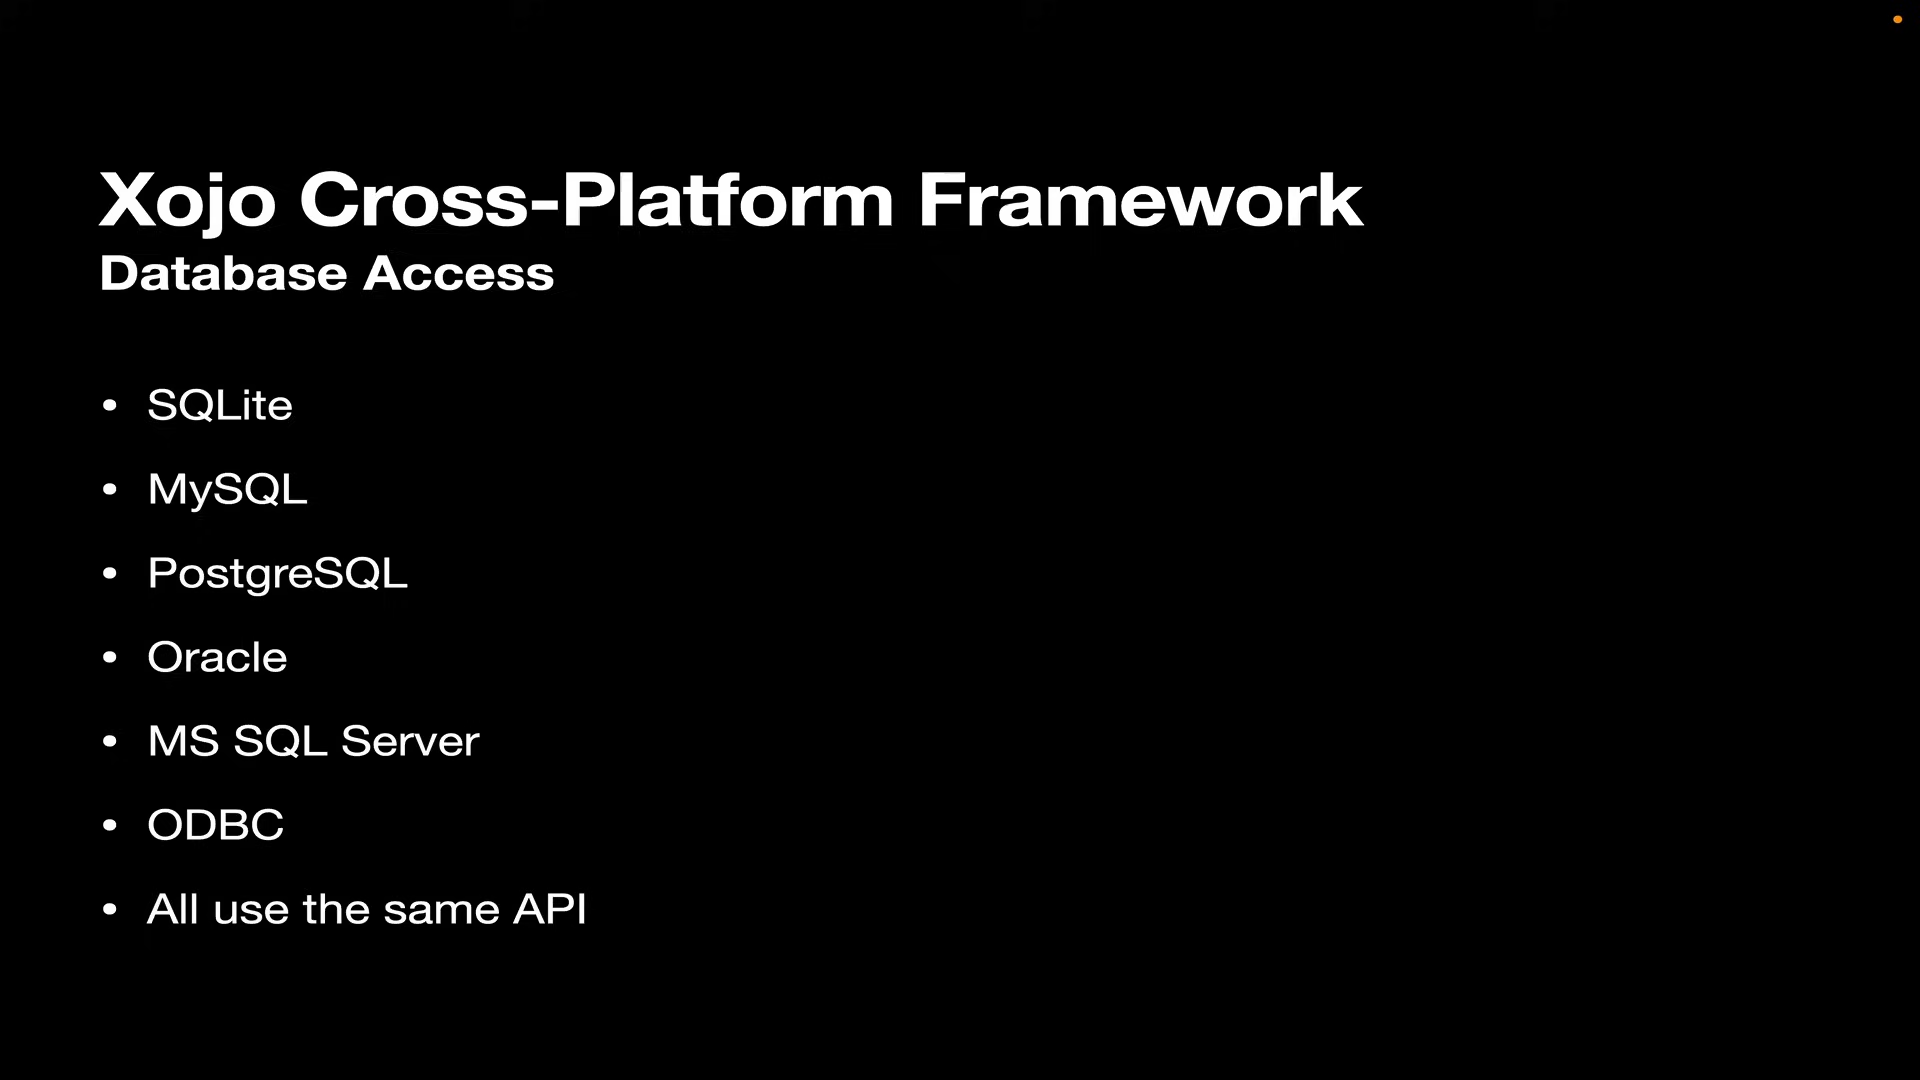 Xojo Cross-Platform Framework
Database Access
• SQLite
• MySQL
• PostgreSQL
• Oracle
• MS SQL Server
• ODBC
• All use the same API